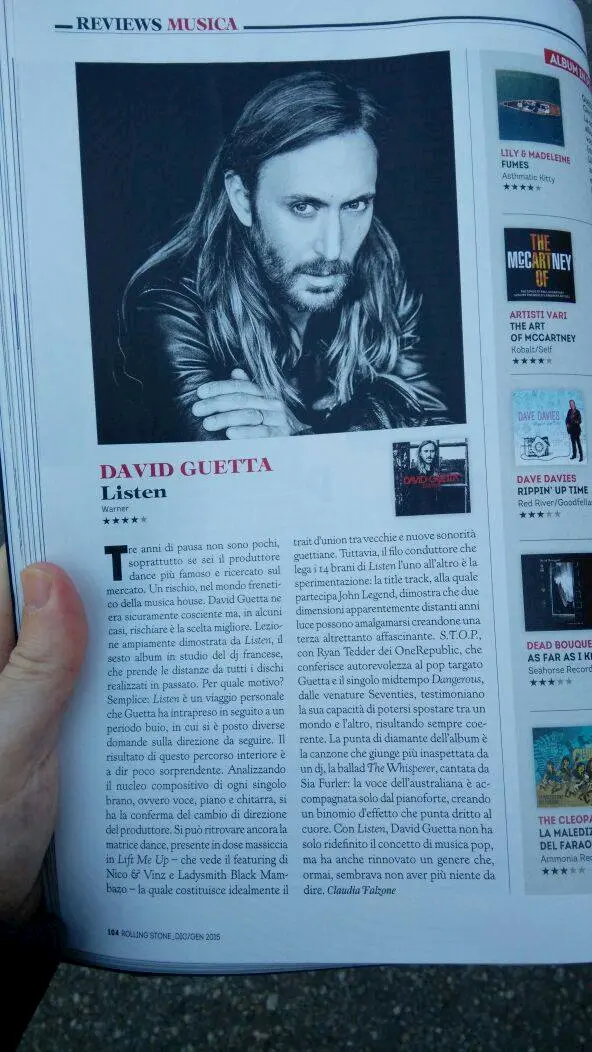 REVIEWS MUSICA
DAVID GUETTA
Listen
Warner
Tre anni di pausa non sono pochi,
soprattutto se sei il produttore
dance più famoso e ricercato sul
mercato. Un rischio, nel mondo freneti-
co della musica house. David Guetta ne
era sicuramente cosciente ma, in alcuni
casi, rischiare è la scelta migliore. Lezio-
ne ampiamente dimostrata da Listen, il
sesto album in studio del dj francese,
che prende le distanze da tutti i dischi
realizzati in passato. Per quale motivo?
Semplice: Listen è un viaggio personale
che Guetta ha intrapreso in seguito a un
periodo buio, in cui si è posto diverse
domande sulla direzione da seguire. Il
risultato di questo percorso interiore è
a dir poco sorprendente. Analizzando
il nucleo compositivo di ogni singolo
brano, ovvero voce, piano e chitarra, si
ha la conferma del cambio di direzione
del produttore. Si può ritrovare ancora la
matrice dance, presente in dose massiccia
in Lift Me Up – che vede il featuring di
Nico & Vinz e Ladysmith Black Mam-
bazo – la quale costituisce idealmente il
DAVID GUETTA
trait d'union tra vecchie e nuove sonorità
guettiane. Tuttavia, il filo conduttore che
lega i 14 brani di Listen l'uno all'altro è la
sperimentazione: la title track, alla quale
partecipa John Legend, dimostra che due
dimensioni apparentemente distanti anni
luce possono amalgamarsi creandone una
terza altrettanto affascinante. S.T.O.P.,
con Ryan Tedder dei OneRepublic, che
conferisce autorevolezza al pop targato
Guetta e il singolo midtempo Dangerous,
dalle venature Seventies, testimoniano
la sua capacità di potersi spostare tra un
mondo e l'altro, risultando sempre coe-
rente. La punta di diamante dell'album è
la canzone che giunge più inaspettata da
un dj, la ballad The Whisperer, cantata da
Sia Furler: la voce dell'australiana è ac-
compagnata solo dal pianoforte, creando
un binomio d'effetto che punta dritto al
cuore. Con Listen, David Guetta non ha
solo ridefinito il concetto di musica pop,
ma ha anche rinnovato un genere che,
ormai, sembrava non aver più niente da
dire. Claudia Falzone
104 ROLLING STONE_DIC/GEN 2015
ALBUM
LILY & MADELEINE
FUMES
Asthmatic Kitty
THE
McCARTNEY
OF
ARTISTI VARI
THE ART
OF MCCARTNEY
Kobalt/Self
DAVE DAVIES
DAVE DAVIES
RIPPIN' UP TIME
Red River/Goodfella
DEAD BOUQUE
AS FAR AS I K
Seahorse Record
THE CLEOPA
LA MALEDIZ
DEL FARAO
Ammonia Rec